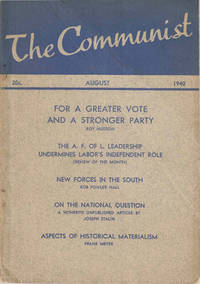 The Communist
20c. AUGUST 1940
FOR A GREATER VOTE
AND A STRONGER PARTY
ROY HUDSON
THE A. F. OF L. LEADERSHIP
UNDERMINES LABOR'S INDEPENDENT ROLE
(REVIEW OF THE MONTH)
NEW FORCES IN THE SOUTH
ROB FOWLER HALL
ON THE NATIONAL QUESTION
A HITHERTO UNPUBLISHED ARTICLE BY
JOSEPH STALIN
ASPECTS OF HISTORICAL MATERIALISM
FRANK MEYER